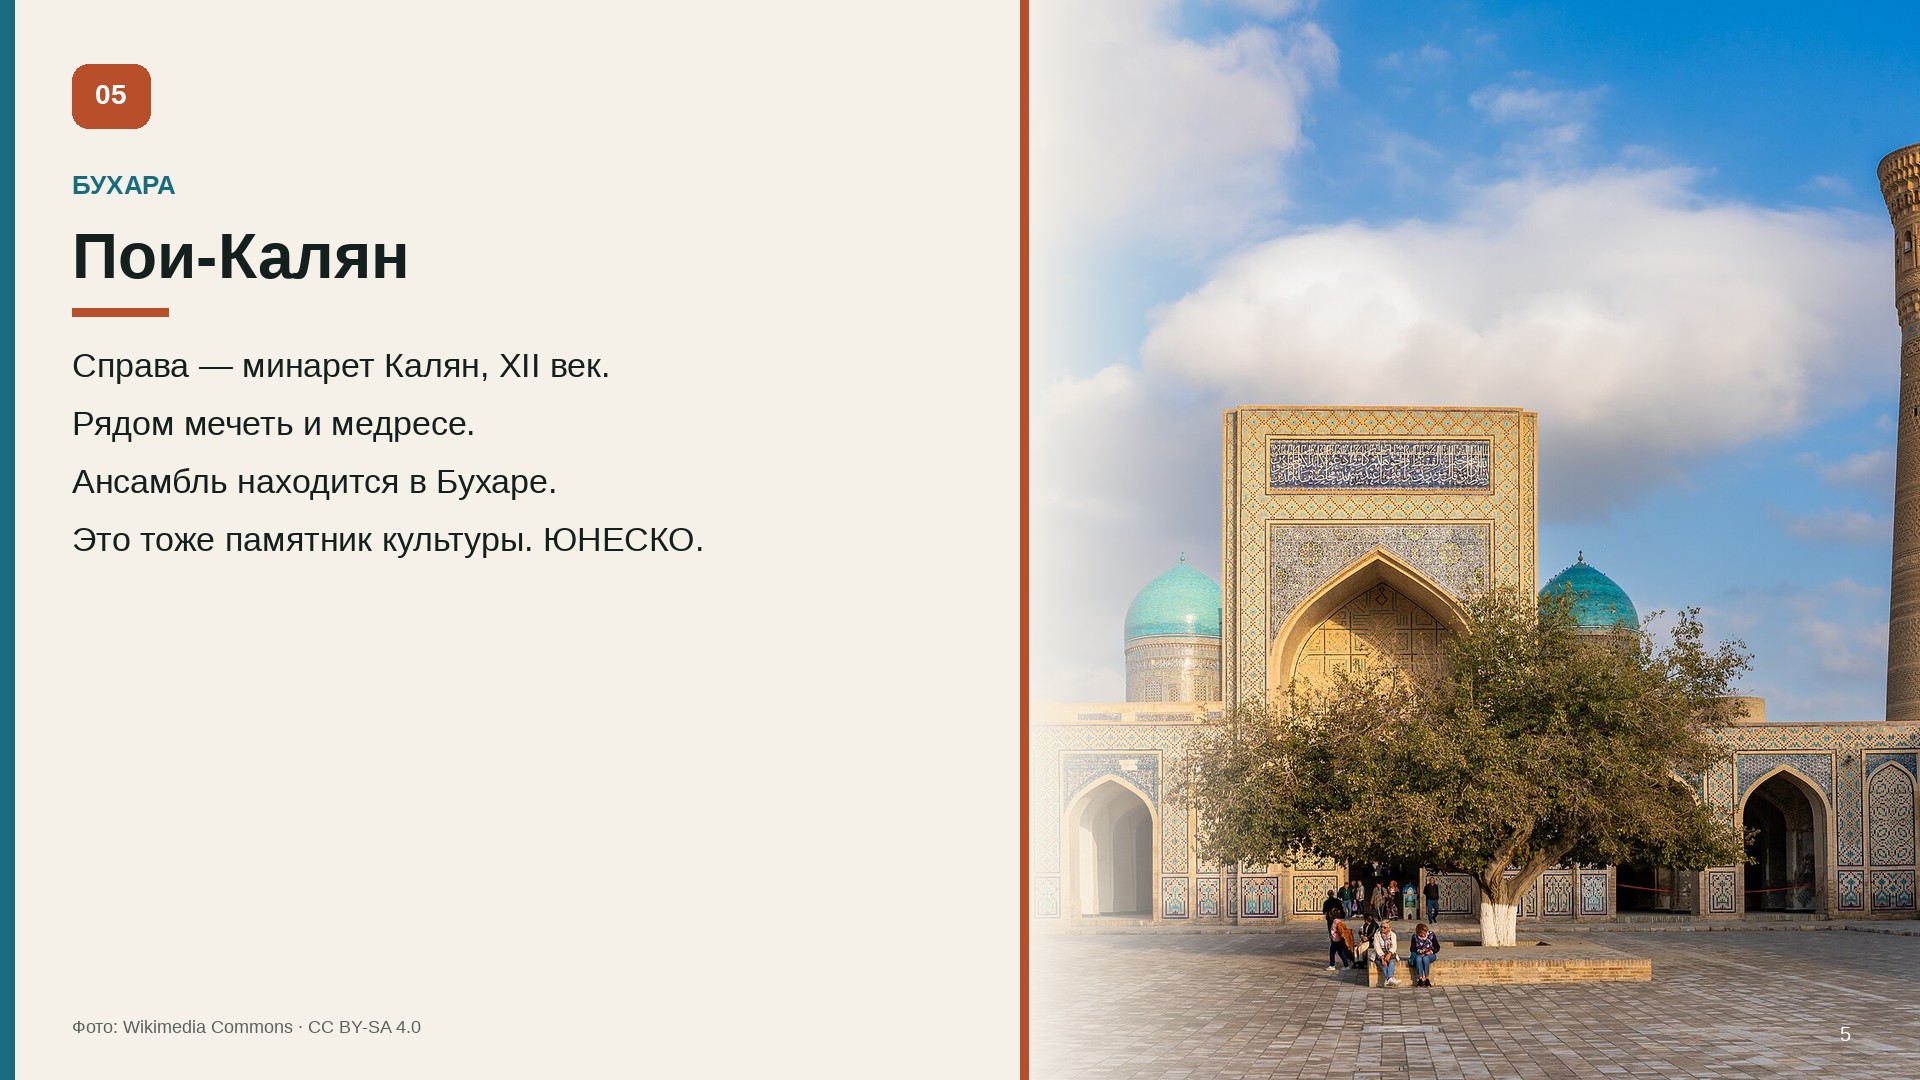 05
БУХАРА
Пои-Калян
Справа — минарет Калян, XII век.
Рядом мечеть и медресе.
Ансамбль находится в Бухаре.
Это тоже памятник культуры. ЮНЕСКО.
Фото: Wikimedia Commons · CC BY-SA 4.0
5